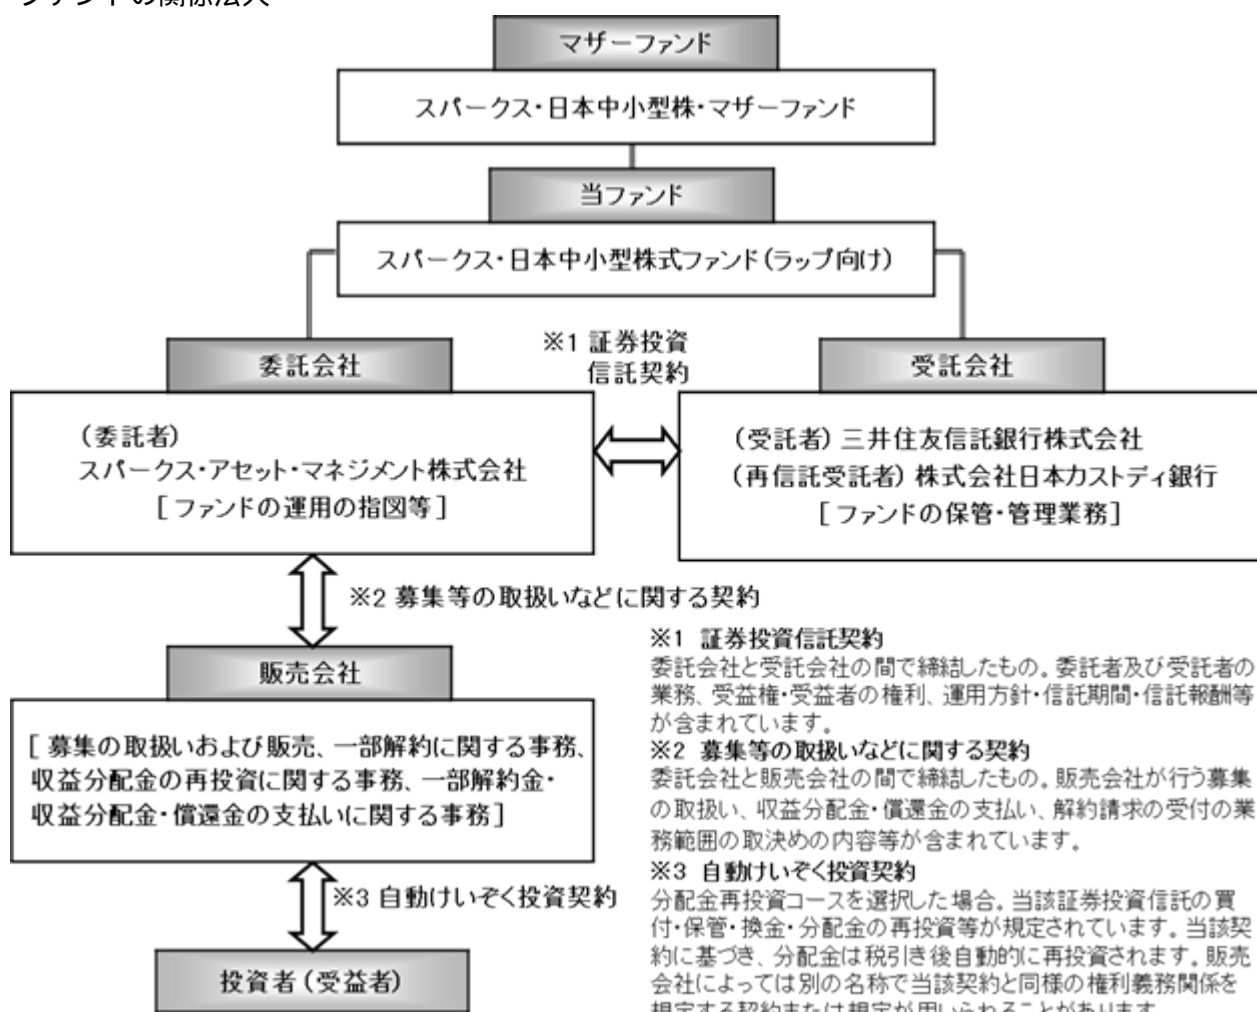 マザーファンド
スパークス・日本中小型株・マザーファンド
当ファンド
スパークス・日本中小型株式ファンド(ラップ向け)
委託会社
※1 証券投資
信託契約
受託会社
(委託者)
スパークス・アセット・マネジメント株式会社
[ファンドの運用の指図等]
(受託者) 三井住友信託銀行株式会社
(再信託受託者) 株式会社日本カストディ銀行
[ファンドの保管・管理業務]
※2 募集等の取扱いなどに関する契約
販売会社
[募集の取扱いおよび販売、一部解約に関する事務、
収益分配金の再投資に関する事務、一部解約金・
収益分配金・償還金の支払いに関する事務]
※3 自動けいぞく投資契約
投資者(受益者)
※1 証券投資信託契約
委託会社と受託会社の間で締結したもの。委託者及び受託者の
業務、受益権・受益者の権利、運用方針・信託期間・信託報酬等
が含まれています。
※2 募集等の取扱いなどに関する契約
委託会社と販売会社の間で締結したもの。販売会社が行う募集
の取扱い、収益分配金・償還金の支払い、解約請求の受付の業
務範囲の取決めの内容等が含まれています。
※3 自動けいぞく投資契約
分配金再投資コースを選択した場合。当該証券投資信託の買
付・保管・換金・分配金の再投資等が規定されています。当該契
約に基づき、分配金は税引き後自動的に再投資されます。販売
会社によっては別の名称で当該契約と同様の権利義務関係を